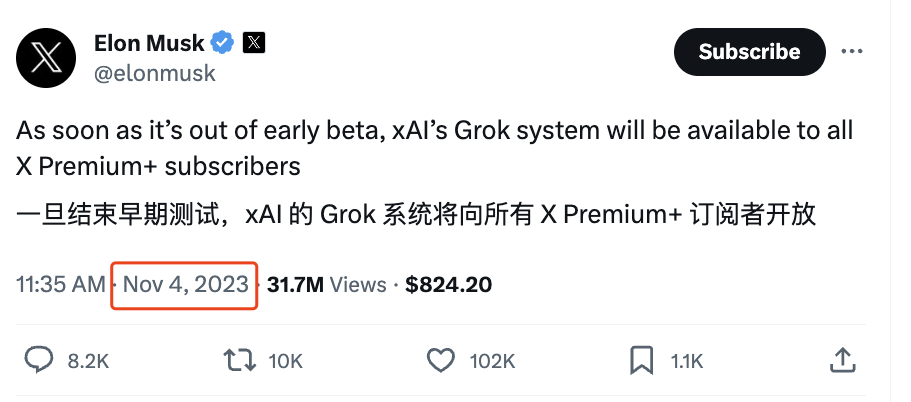 Elon Musk
Subscribe
@elonmusk
As soon as it’s out of early beta, xAI’s Grok system will be available to all
X Premium+ subscribers
一旦结束早期测试，xAI 的 Grok 系统将向所有 X Premium+ 订阅者开放
11:35 AM · Nov 4, 2023 · 31.7M Views · $824.20
8.2K 10K 102K 1.1K